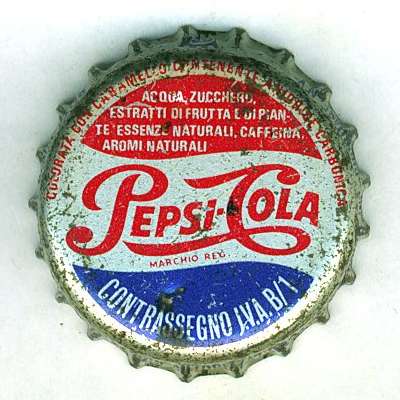 COLORATA CON CARAMELLO CONTENENTE ANIDRIDE CARBONICA
ACQUA, ZUCCHERO,
ESTRATTI DI FRUTTA E DI PIAN-
TE ESSENZE NATURALI, CAFFEINA,
AROMI NATURALI
PEPSI-COLA
MARCHIO REG.
CONTRASSEGNO I.V.A. B/1